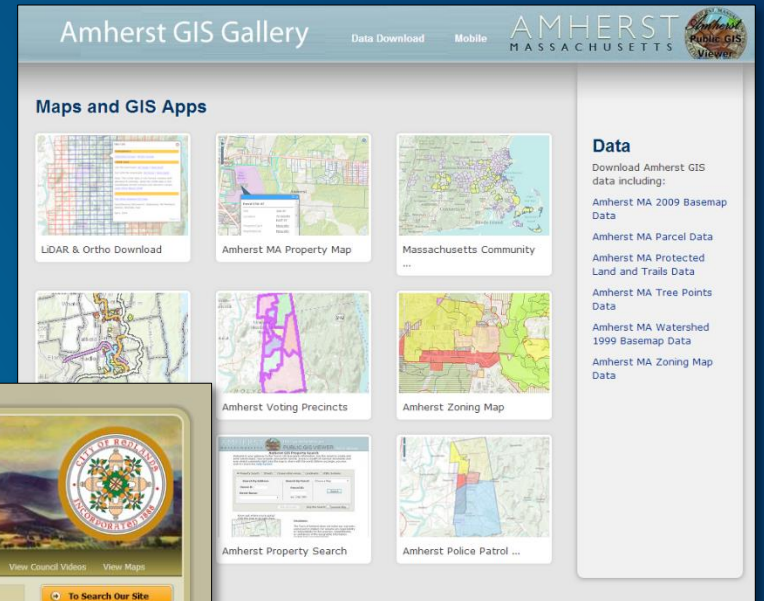 Amherst GIS Gallery
Data Download
Mobile
AMHERST
MASSACHUSETTS
Amherst
Public GIS
Viewer
Maps and GIS Apps
LiDAR & Ortho Download
Amherst MA Property Map
Massachusetts Community
...
Amherst Voting Precincts
Amherst Zoning Map
PUBLIC GIS VIEWER
Amherst Property Search
Amherst Police Patrol ...
Data
Download Amherst GIS
data including:
Amherst MA 2009 Basemap
Data
Amherst MA Parcel Data
Amherst MA Protected
Land and Trails Data
Amherst MA Tree Points
Data
Amherst MA Watershed
1999 Basemap Data
Amherst MA Zoning Map
Data
CITY OF REDLANDS
INCORPORATED 1888
View Council Videos
View Maps
To Search Our Site